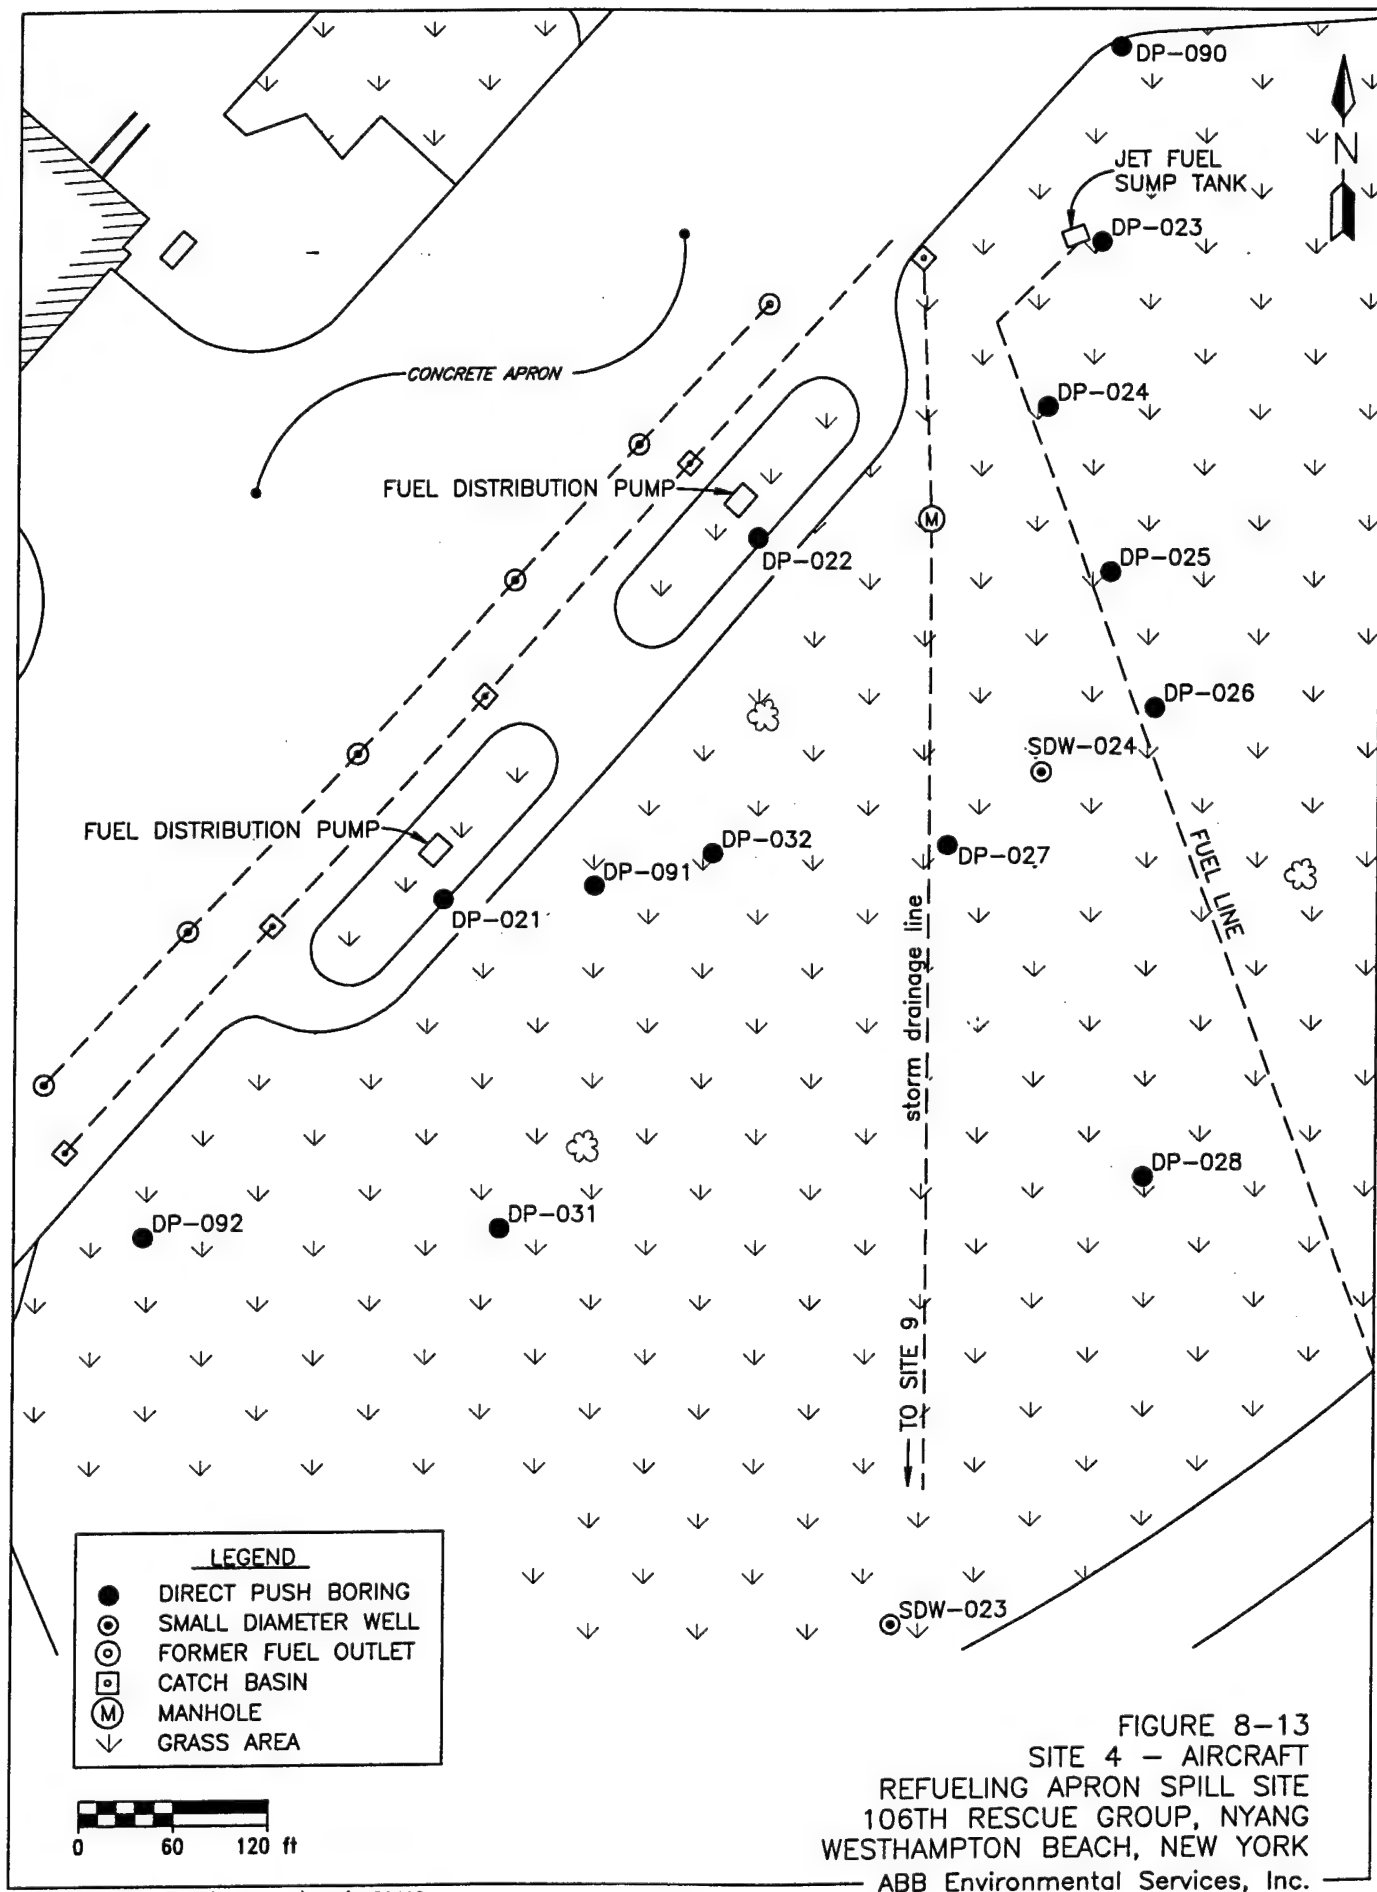 DP-090
N
JET FUEL
SUMP TANK
DP-023
CONCRETE APRON
DP-024
FUEL DISTRIBUTION PUMP
M
DP-022
DP-025
DP-026
SDW-024
FUEL DISTRIBUTION PUMP
DP-032
DP-027
DP-091
FUEL LINE
DP-021
storm drainage line
DP-028
DP-092
DP-031
TO SITE 9
LEGEND
DIRECT PUSH BORING
SMALL DIAMETER WELL
FORMER FUEL OUTLET
CATCH BASIN
M MANHOLE
GRASS AREA
SDW-023
0 60 120 ft
FIGURE 8-13
SITE 4 - AIRCRAFT
REFUELING APRON SPILL SITE
106TH RESCUE GROUP, NYANG
WESTHAMPTON BEACH, NEW YORK
ABB Environmental Services, Inc.